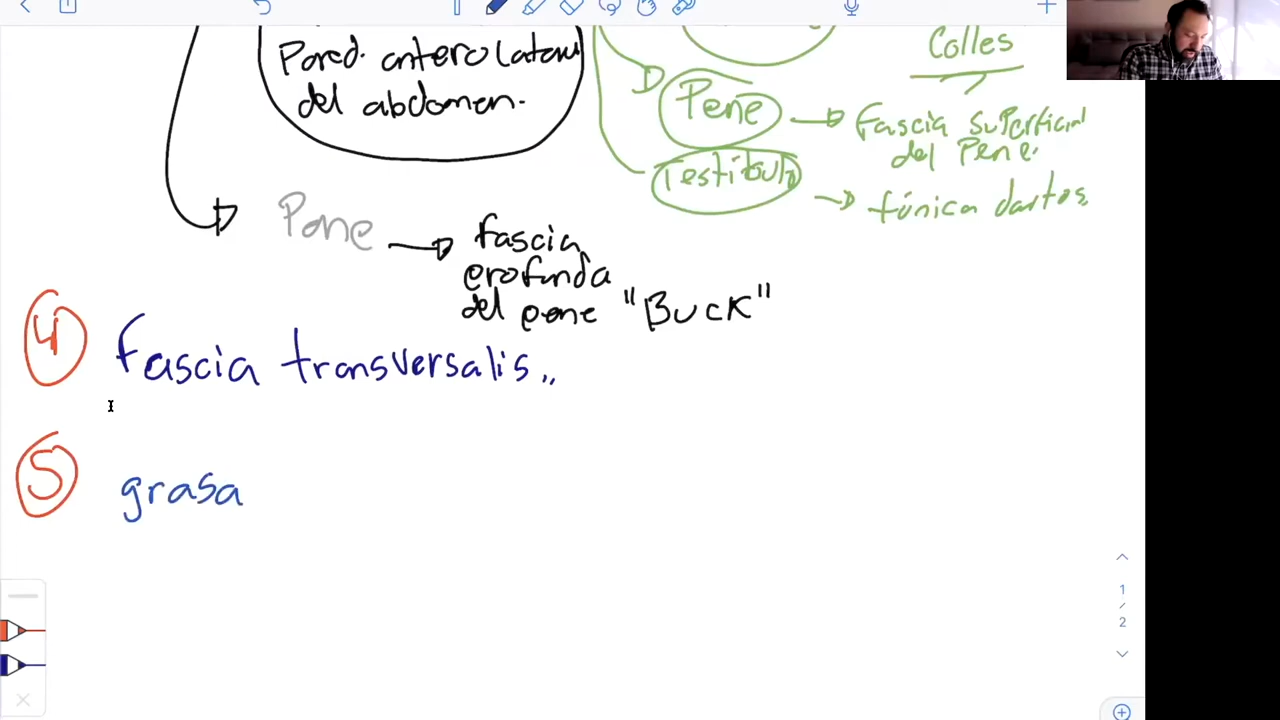 Pared. anterolateral
del abdomen.
Colles
Pene
Fascia superficial
del Pene.
Testibulo
túnica dartos.
Pene
fascia
profunda
del pene "Buck"
4
fascia transversalis..
5
grasa
1
/
2